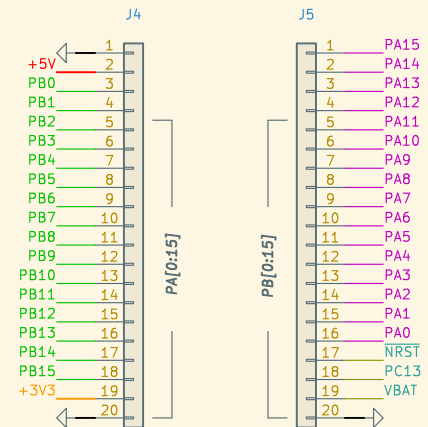 J4 J5
1 1 PA15
+5V 2 2 PA14
PB0 3 3 PA13
PB1 4 4 PA12
PB2 5 5 PA11
PB3 6 6 PA10
PB4 7 7 PA9
PB5 8 8 PA8
PB6 9 9 PA7
PB7 10 10 PA6
PB8 11 11 PA5
PB9 12 12 PA4
PB10 13 13 PA3
PB11 14 14 PA2
PB12 15 15 PA1
PB13 16 16 PA0
PB14 17 17 NRST
PB15 18 18 PC13
+3V3 19 19 VBAT
20 20
PA[0:15]
PB[0:15]